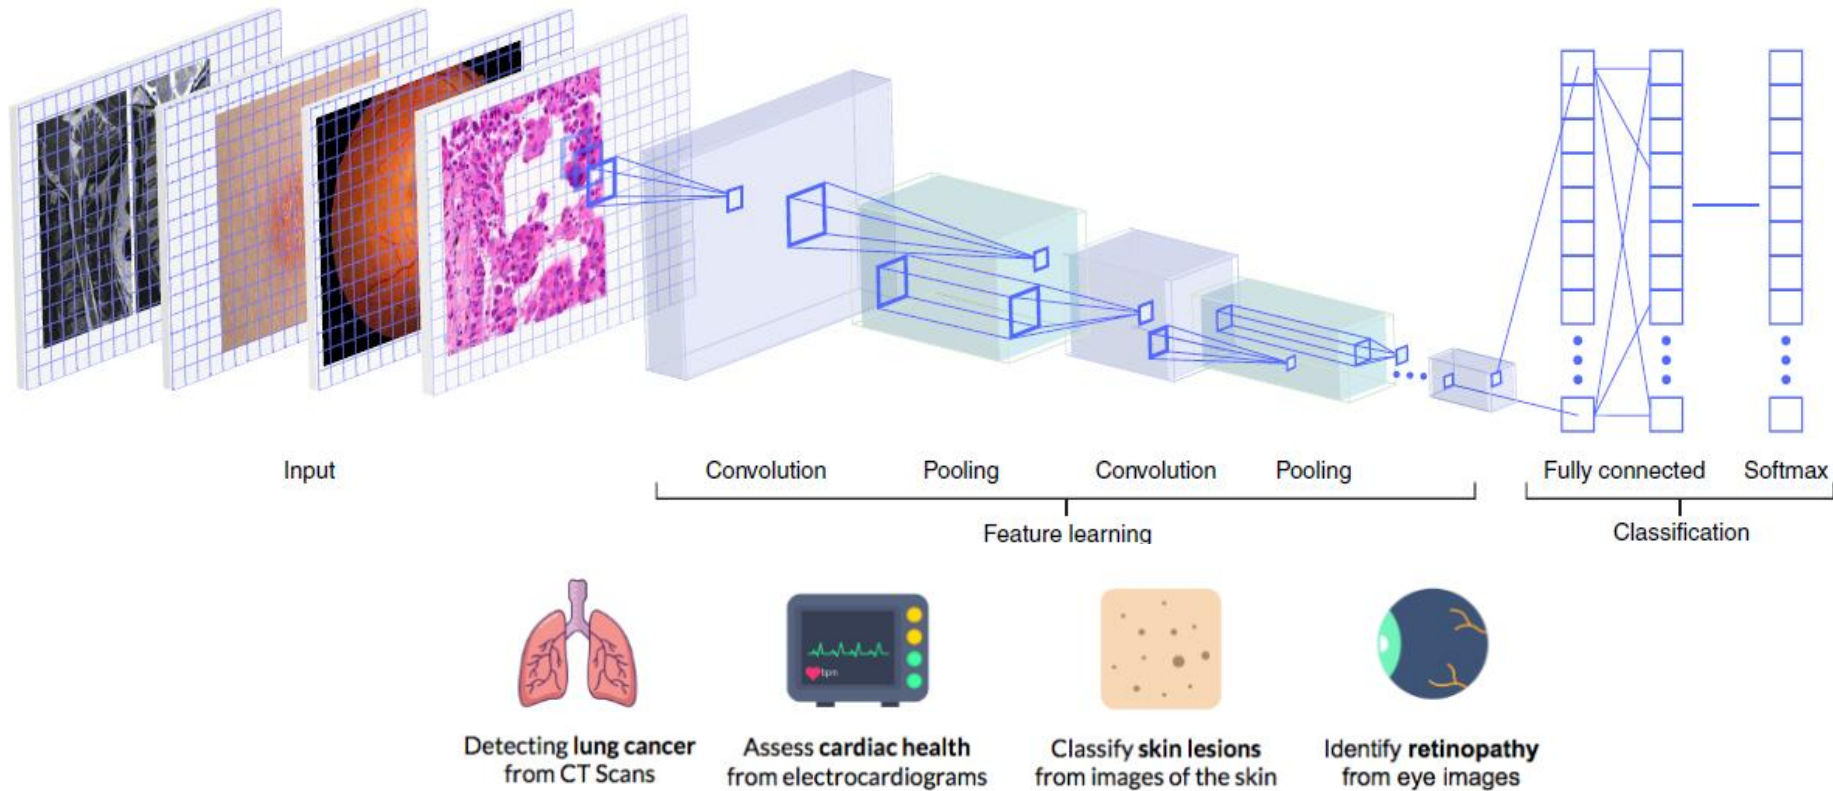 Input
Convolution
Pooling
Convolution
Pooling
Fully connected
Softmax
Feature learning
Classification
bpm
Detecting lung cancer
from CT Scans
Assess cardiac health
from electrocardiograms
Classify skin lesions
from images of the skin
Identify retinopathy
from eye images